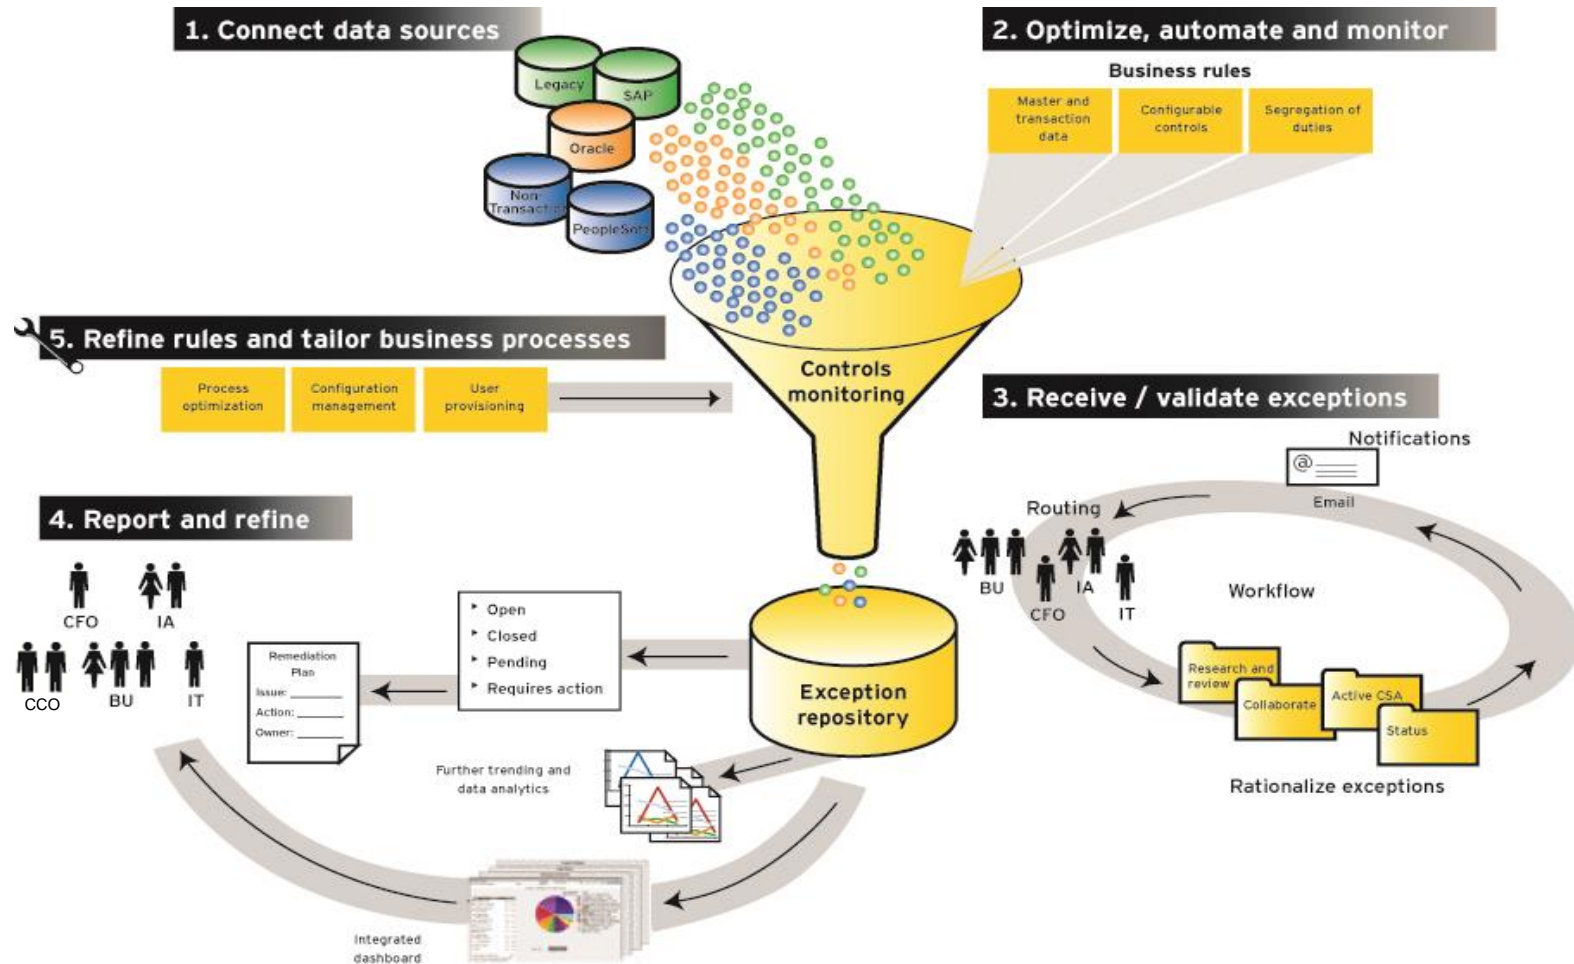 1. Connect data sources
Legacy
SAP
Oracle
Non-
Transaction
PeopleSoft
2. Optimize, automate and monitor
Business rules
Master and
transaction
data
Configurable
controls
Segregation of
duties
5. Refine rules and tailor business processes
Process
optimization
Configuration
management
User
provisioning
Controls
monitoring
3. Receive / validate exceptions
Notifications
@
Email
Routing
BU
CFO
IA
IT
Workflow
Research and
review
Collaborate
Active CSA
Status
Rationalize exceptions
4. Report and refine
CFO
IA
CCO
BU
IT
Remediation
Plan
Issue:
Action:
Owner:
Open
Closed
Pending
Requires action
Exception
repository
Further trending and
data analytics
Integrated
dashboard